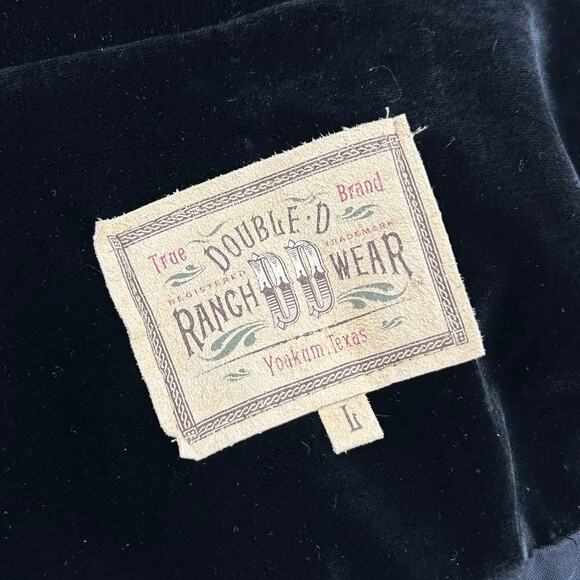 True Brand
DOUBLE·D
REGISTERED TRADEMARK
RANCH DD WEAR
Yoakum, Texas
L